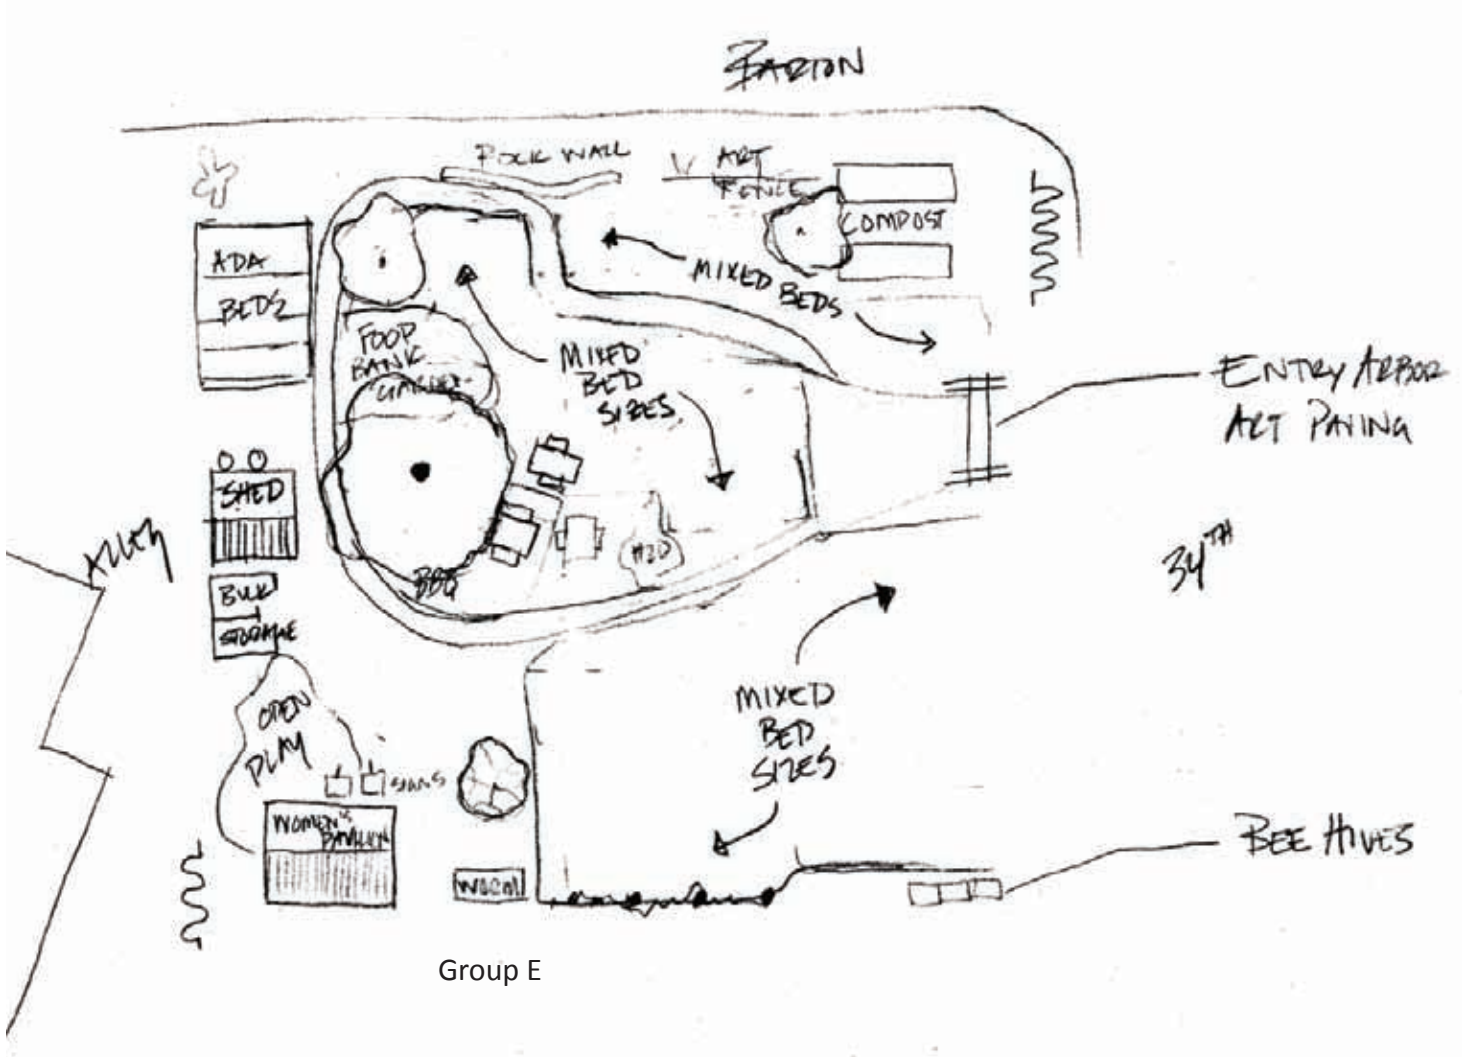 BARTON
ROCK WALL
ART
FENCE
COMPOST
ADA
BEDS
MIXED BEDS
FOOD
BANK
GARDEN
MIXED
BED
SIZES
ENTRY ARBOR
ART PAVING
SHED
ALLEY
H2O
34TH
BBQ
BULK
STORAGE
OPEN
PLAY
MIXED
BED
SIZES
WOMEN'S
PAVILION
WORM
BEE HIVES
Group E